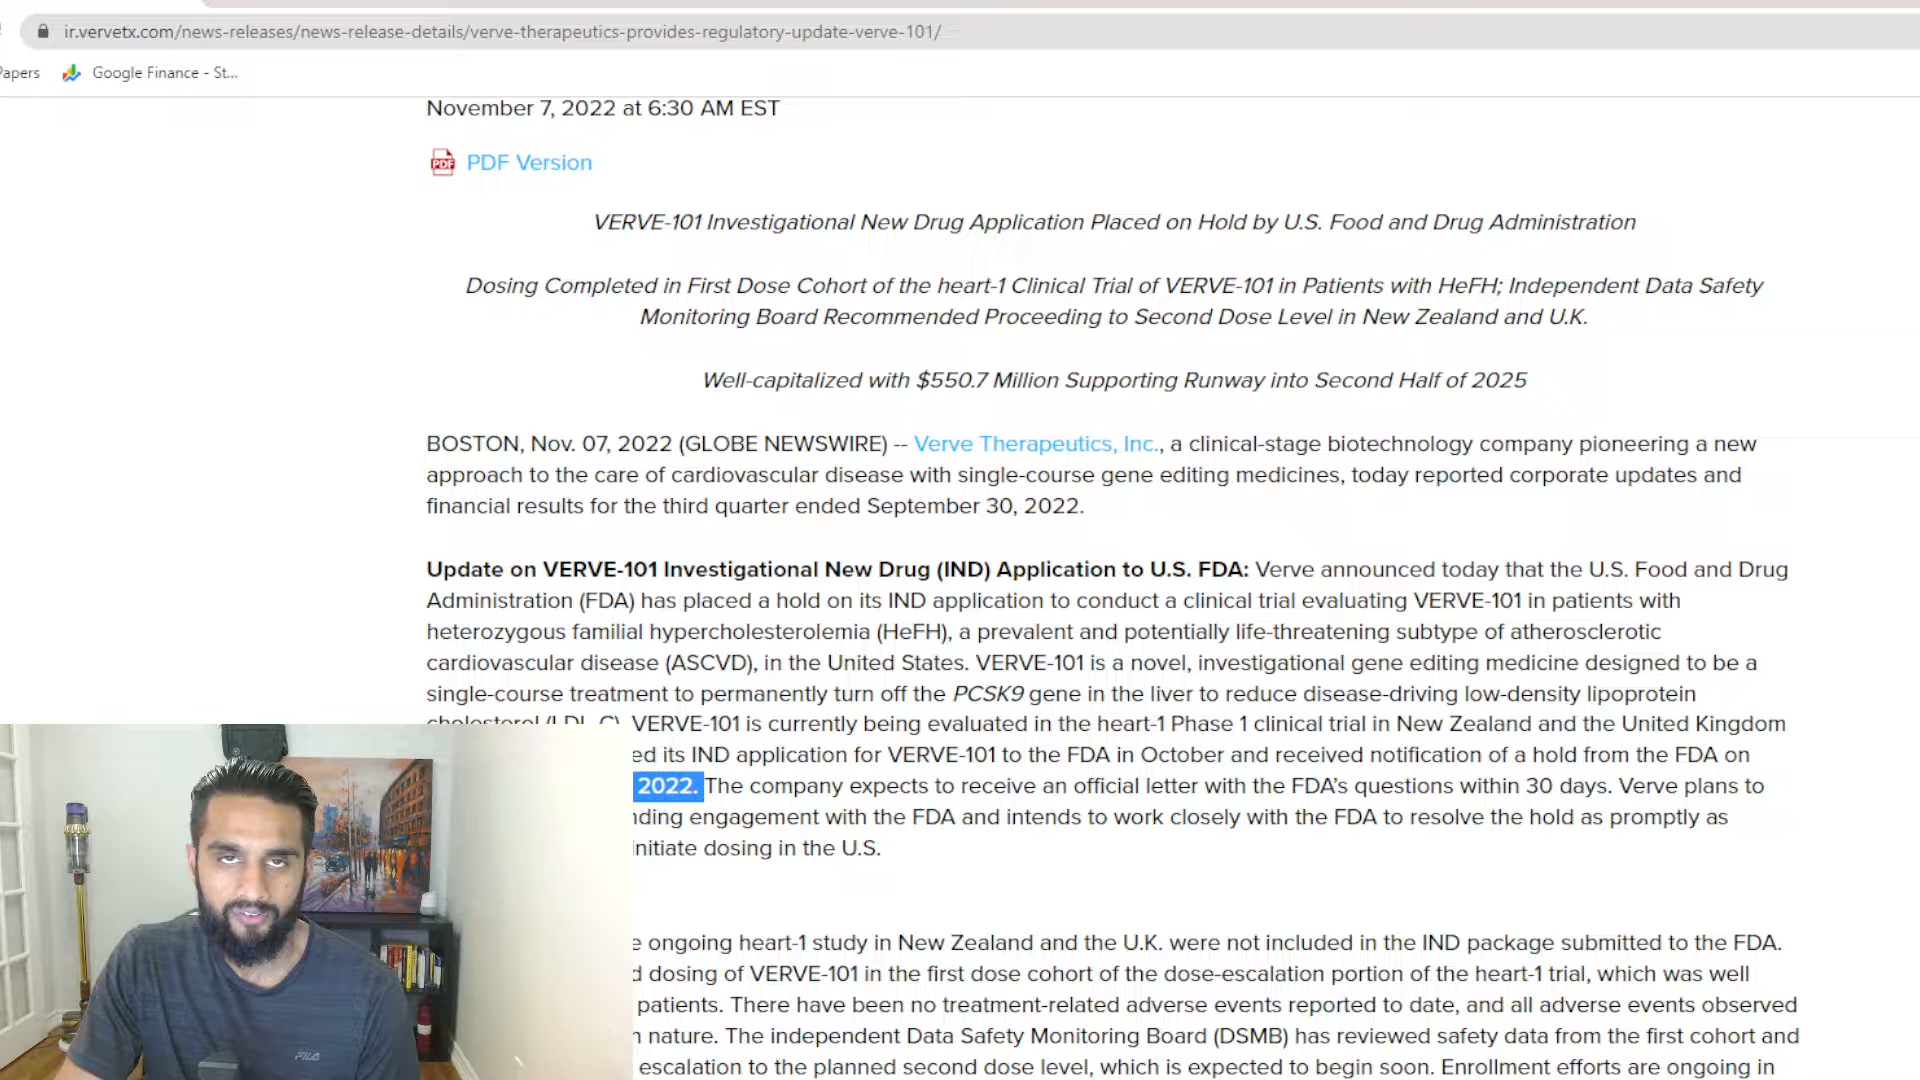 ir.vervetx.com/news-releases/news-release-details/verve-therapeutics-provides-regulatory-update-verve-101/
Papers Google Finance - St...
November 7, 2022 at 6:30 AM EST
PDF Version
VERVE-101 Investigational New Drug Application Placed on Hold by U.S. Food and Drug Administration
Dosing Completed in First Dose Cohort of the heart-1 Clinical Trial of VERVE-101 in Patients with HeFH; Independent Data Safety
Monitoring Board Recommended Proceeding to Second Dose Level in New Zealand and U.K.
Well-capitalized with $550.7 Million Supporting Runway into Second Half of 2025
BOSTON, Nov. 07, 2022 (GLOBE NEWSWIRE) -- Verve Therapeutics, Inc., a clinical-stage biotechnology company pioneering a new
approach to the care of cardiovascular disease with single-course gene editing medicines, today reported corporate updates and
financial results for the third quarter ended September 30, 2022.
Update on VERVE-101 Investigational New Drug (IND) Application to U.S. FDA: Verve announced today that the U.S. Food and Drug
Administration (FDA) has placed a hold on its IND application to conduct a clinical trial evaluating VERVE-101 in patients with
heterozygous familial hypercholesterolemia (HeFH), a prevalent and potentially life-threatening subtype of atherosclerotic
cardiovascular disease (ASCVD), in the United States. VERVE-101 is a novel, investigational gene editing medicine designed to be a
single-course treatment to permanently turn off the PCSK9 gene in the liver to reduce disease-driving low-density lipoprotein
cholesterol (LDL-C). VERVE-101 is currently being evaluated in the heart-1 Phase 1 clinical trial in New Zealand and the United Kingdom
ed its IND application for VERVE-101 to the FDA in October and received notification of a hold from the FDA on
2022. The company expects to receive an official letter with the FDA's questions within 30 days. Verve plans to
nding engagement with the FDA and intends to work closely with the FDA to resolve the hold as promptly as
initiate dosing in the U.S.
e ongoing heart-1 study in New Zealand and the U.K. were not included in the IND package submitted to the FDA.
d dosing of VERVE-101 in the first dose cohort of the dose-escalation portion of the heart-1 trial, which was well
patients. There have been no treatment-related adverse events reported to date, and all adverse events observed
n nature. The independent Data Safety Monitoring Board (DSMB) has reviewed safety data from the first cohort and
escalation to the planned second dose level, which is expected to begin soon. Enrollment efforts are ongoing in
FILA